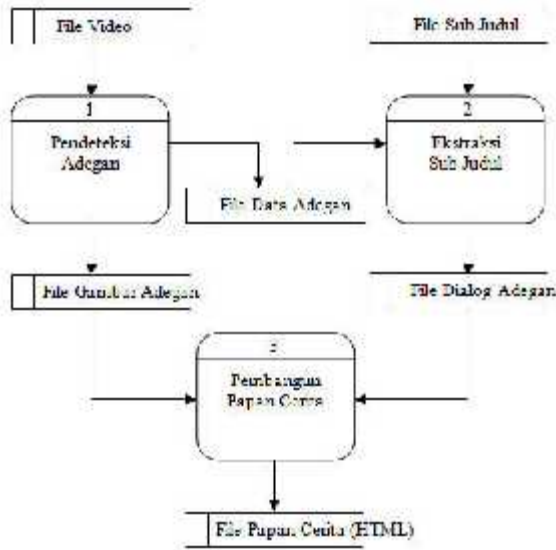 File Video
File Sub Judul
1
Pendeteksi
Adegan
2
Ekstraksi
Sub Judul
File Data Adegan
File Gambar Adegan
File Dialog Adegan
3
Pembangun
Papan Cerita
File Papan Cerita (HTML)